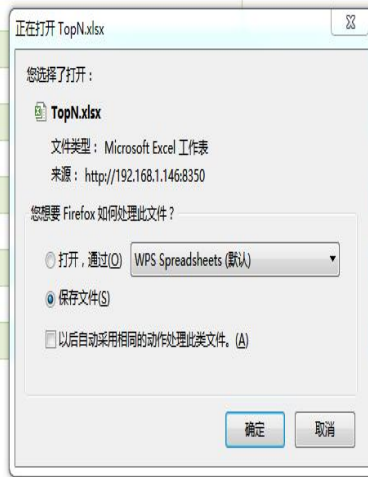 正在打开 TopN.xlsx
您选择了打开：
TopN.xlsx
文件类型： Microsoft Excel 工作表
来源： http://192.168.1.146:8350
您想要 Firefox 如何处理此文件？
打开，通过(O) WPS Spreadsheets (默认)
保存文件(S)
以后自动采用相同的动作处理此类文件。(A)
确定 取消